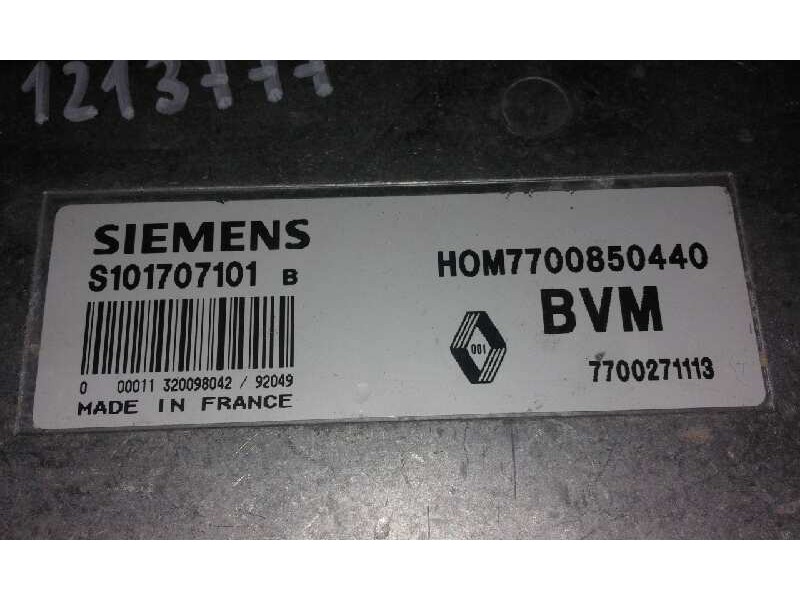 1213777
SIEMENS
S101707101 B
0 00011 320098042 / 92049
MADE IN FRANCE
HOM7700850440
BVM
001
7700271113